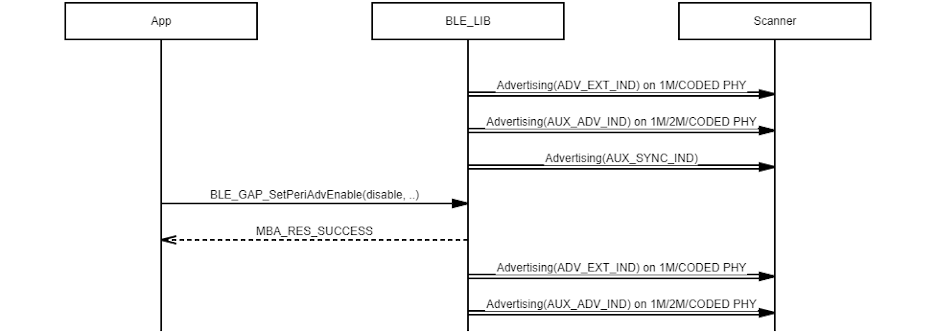 App
BLE_LIB
Scanner
Advertising(ADV_EXT_IND) on 1M/CODED PHY
Advertising(AUX_ADV_IND) on 1M/2M/CODED PHY
Advertising(AUX_SYNC_IND)
BLE_GAP_SetPeriAdvEnable(disable, ..)
MBA_RES_SUCCESS
Advertising(ADV_EXT_IND) on 1M/CODED PHY
Advertising(AUX_ADV_IND) on 1M/2M/CODED PHY